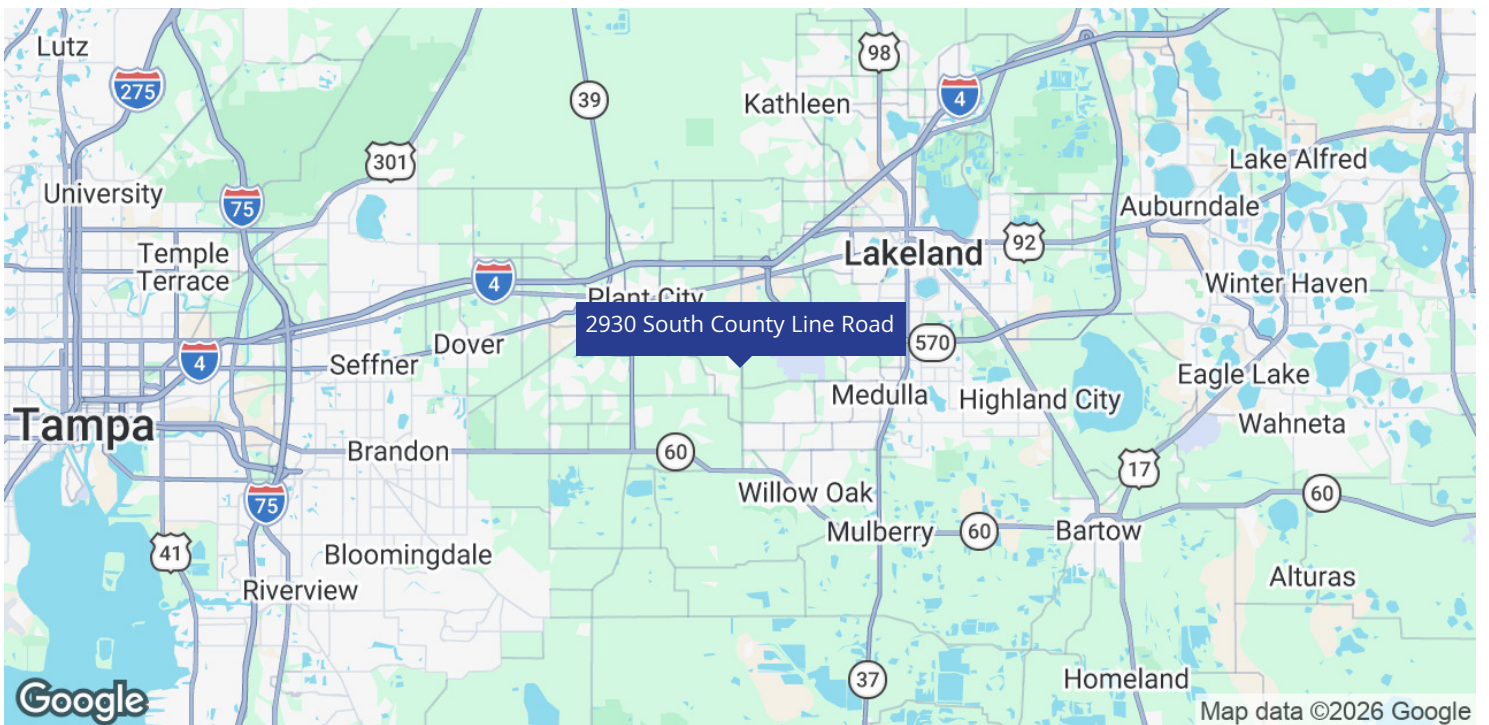 Lutz
275
39
98
Kathleen
4
301
Lake Alfred
University
75
Auburndale
Temple
Terrace
Lakeland
92
4
Winter Haven
Plant City
2930 South County Line Road
570
Dover
4
Seffner
Eagle Lake
Medulla
Highland City
Tampa
Wahneta
Brandon
60
17
75
Willow Oak
60
Mulberry
60
Bartow
41
Bloomingdale
Riverview
Alturas
37
Homeland
Google
Map data ©2026 Google